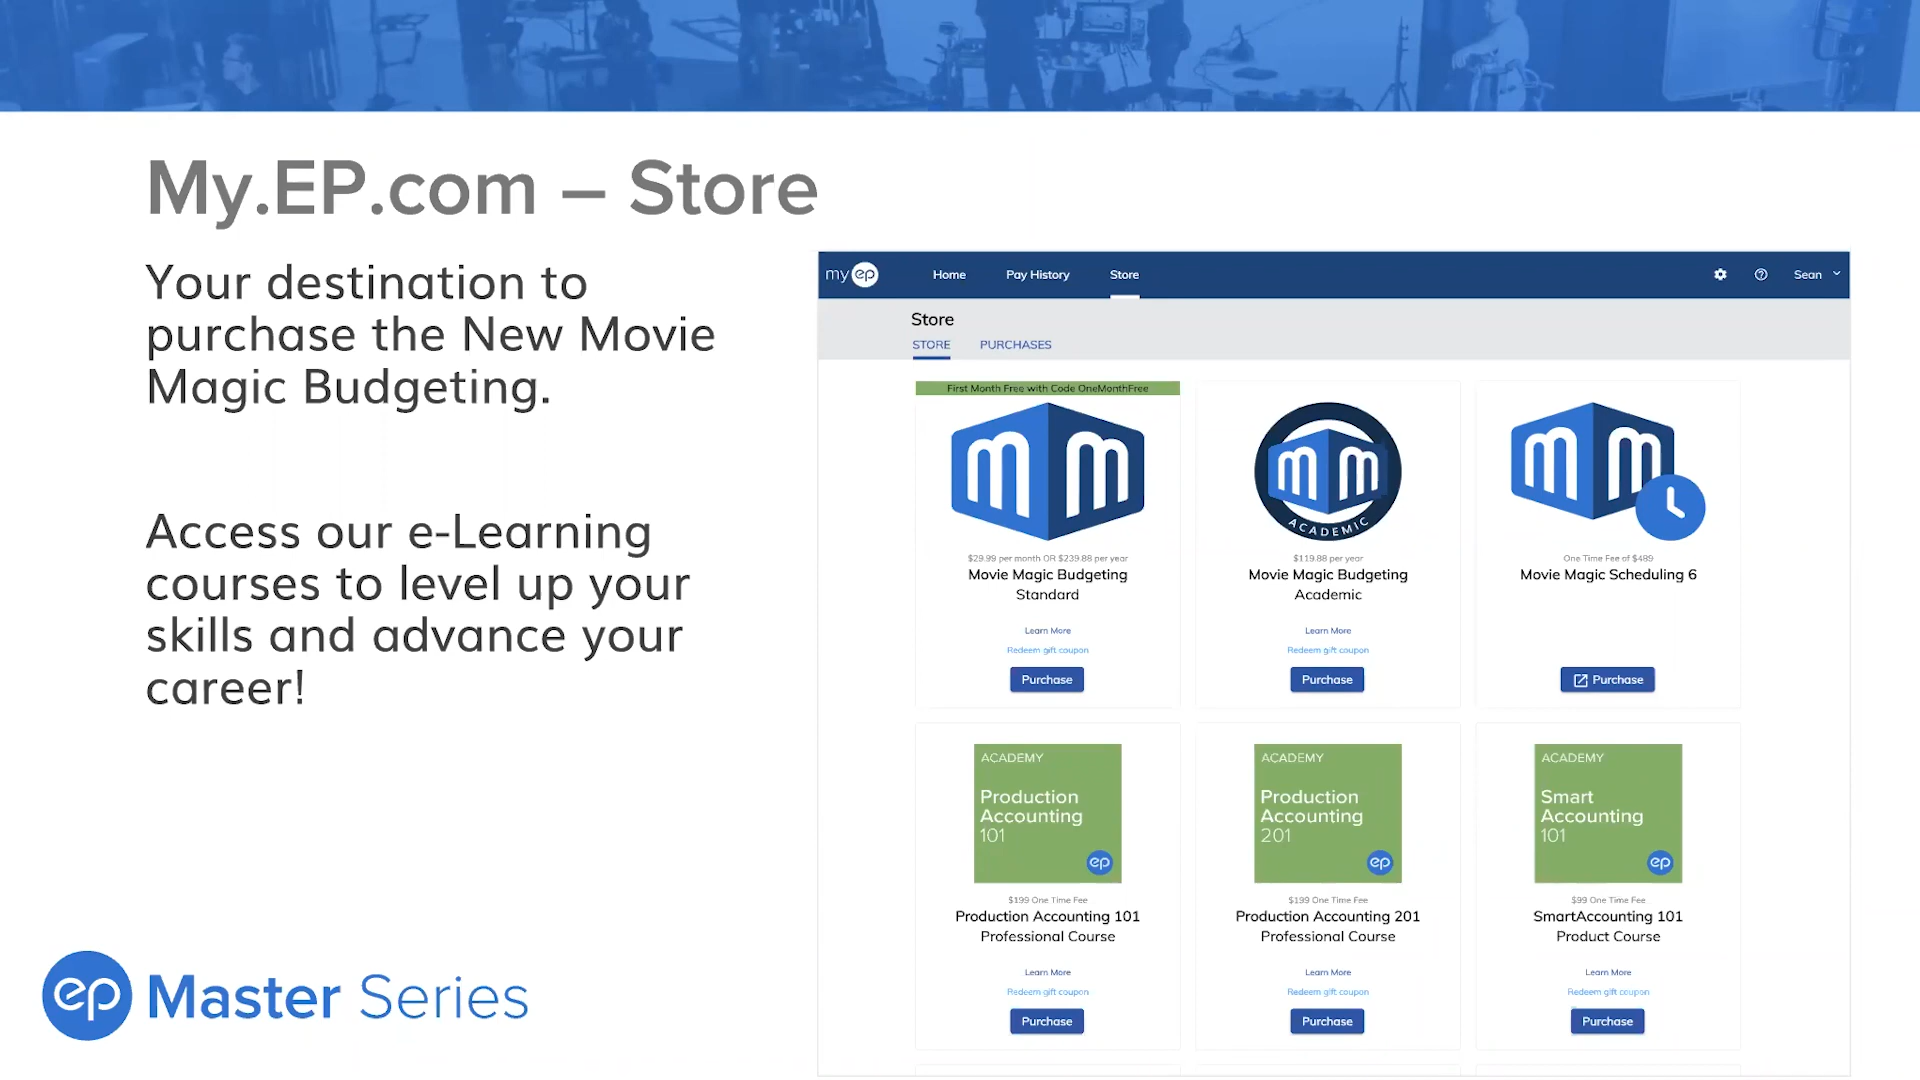 My.EP.com – Store
Your destination to
purchase the New Movie
Magic Budgeting.
Access our e-Learning
courses to level up your
skills and advance your
career!
ep Master Series
my ep Home Pay History Store Sean
Store
STORE PURCHASES
First Month Free with Code OneMonthFree
mm
$29.99 per month OR $239.88 per year
Movie Magic Budgeting
Standard
Learn More
Redeem gift coupon
Purchase
mm
ACADEMIC
$119.88 per year
Movie Magic Budgeting
Academic
Learn More
Redeem gift coupon
Purchase
mm
One Time Fee of $489
Movie Magic Scheduling 6
Purchase
ACADEMY
Production
Accounting
101
ep
$199 One Time Fee
Production Accounting 101
Professional Course
Learn More
Redeem gift coupon
Purchase
ACADEMY
Production
Accounting
201
ep
$199 One Time Fee
Production Accounting 201
Professional Course
Learn More
Redeem gift coupon
Purchase
ACADEMY
Smart
Accounting
101
ep
$99 One Time Fee
SmartAccounting 101
Product Course
Learn More
Redeem gift coupon
Purchase